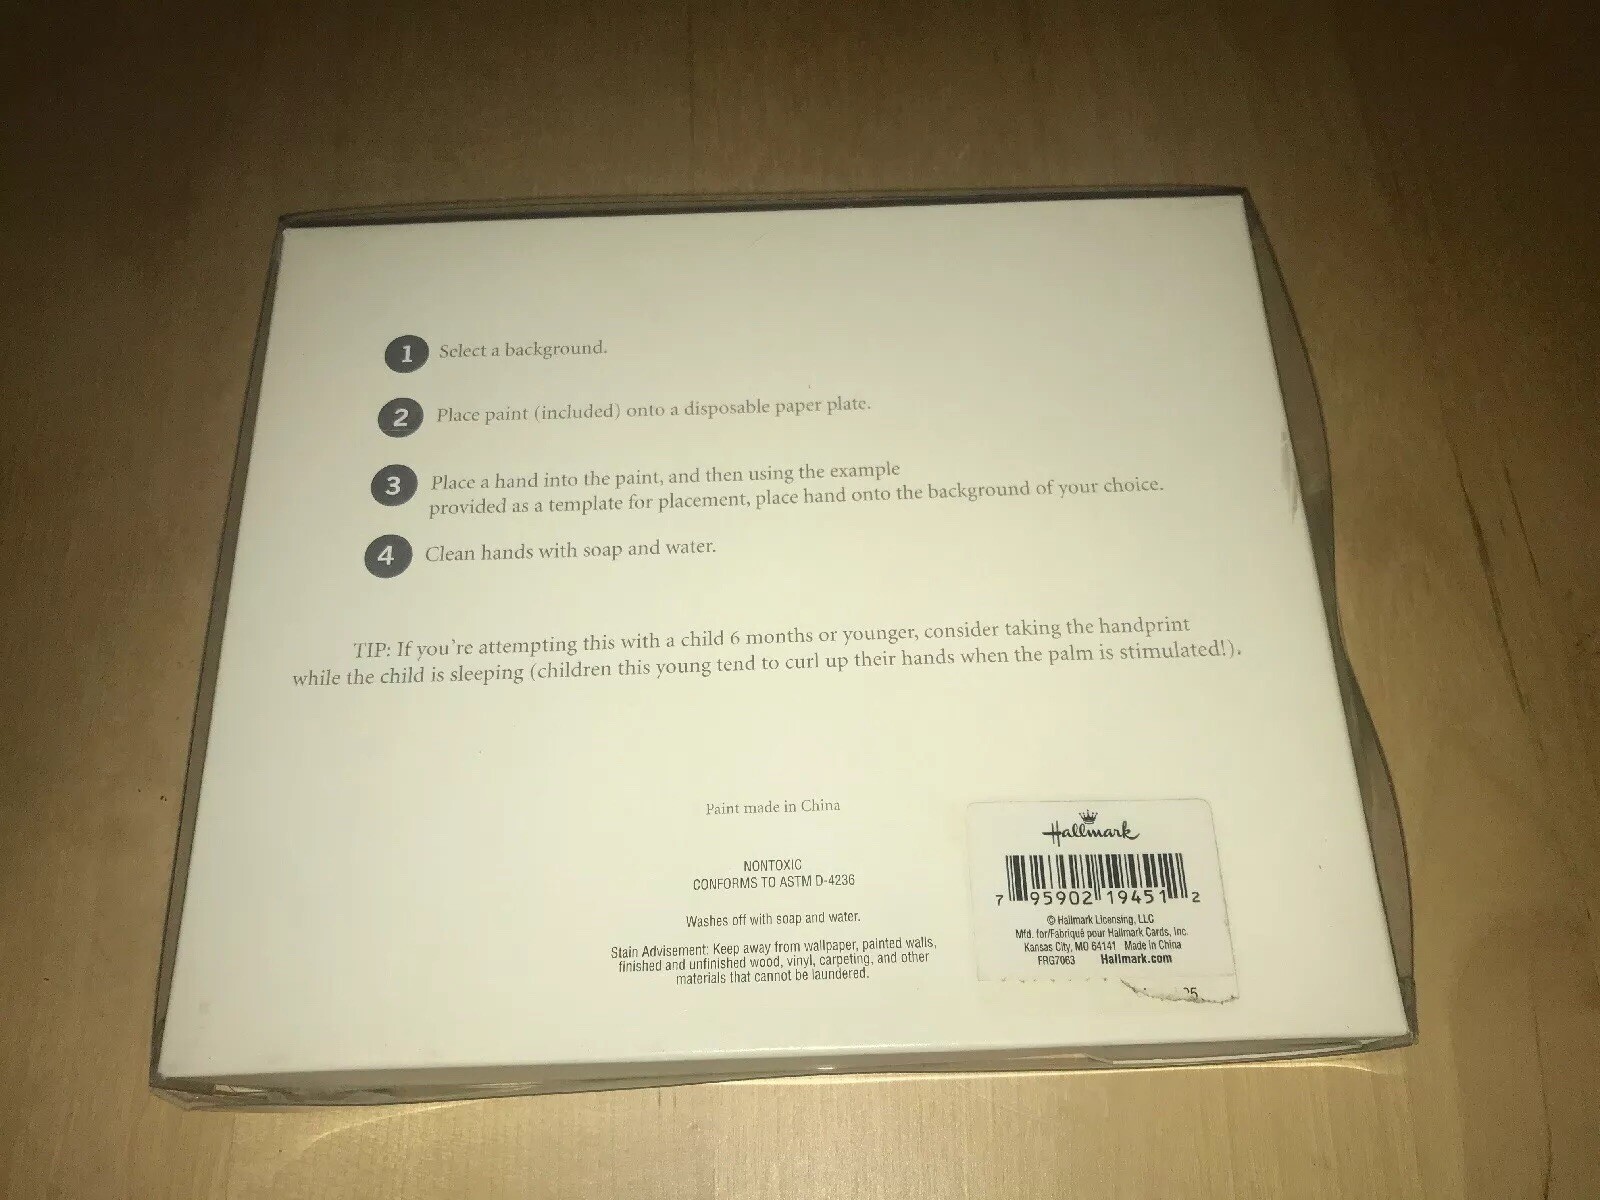 1 Select a background.
2 Place paint (included) onto a disposable paper plate.
3 Place a hand into the paint, and then using the example
provided as a template for placement, place hand onto the background of your choice.
4 Clean hands with soap and water.
TIP: If you're attempting this with a child 6 months or younger, consider taking the handprint
while the child is sleeping (children this young tend to curl up their hands when the palm is stimulated!).
Paint made in China
NONTOXIC
CONFORMS TO ASTM D-4236
Washes off with soap and water.
Stain Advisement: Keep away from wallpaper, painted walls,
finished and unfinished wood, vinyl, carpeting, and other
materials that cannot be laundered.
Hallmark
7 95902 19451 2
© Hallmark Licensing, LLC
Mfd. for/Fabriqué pour Hallmark Cards, Inc.
Kansas City, MO 64141 Made in China
FRG7063 Hallmark.com